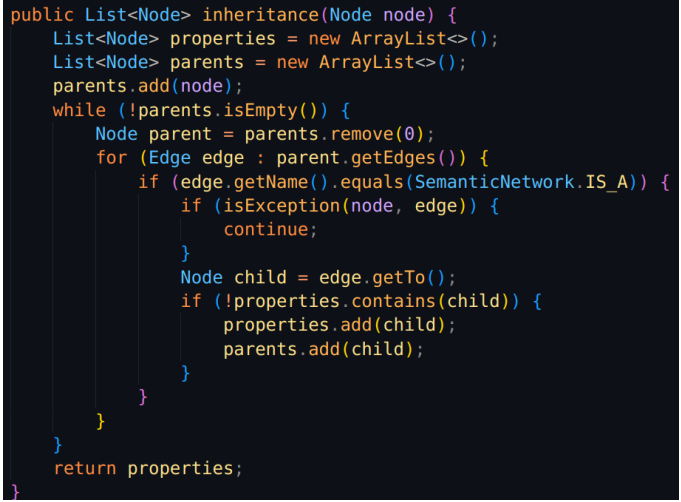 public List<Node> inheritance(Node node) {
    List<Node> properties = new ArrayList<>();
    List<Node> parents = new ArrayList<>();
    parents.add(node);
    while (!parents.isEmpty()) {
        Node parent = parents.remove(0);
        for (Edge edge : parent.getEdges()) {
            if (edge.getName().equals(SemanticNetwork.IS_A)) {
                if (isException(node, edge)) {
                    continue;
                }
                Node child = edge.getTo();
                if (!properties.contains(child)) {
                    properties.add(child);
                    parents.add(child);
                }
            }
        }
    }
    return properties;
}